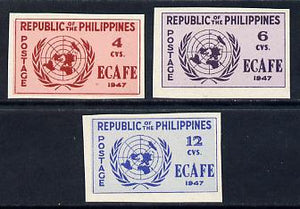 REPUBLIC OF THE PHILIPPINES
POSTAGE
4
CVS.
ECAFE
1947
REPUBLIC OF THE PHILIPPINES
POSTAGE
6
CVS.
ECAFE
1947
REPUBLIC OF THE PHILIPPINES
POSTAGE
12
CVS.
ECAFE
1947